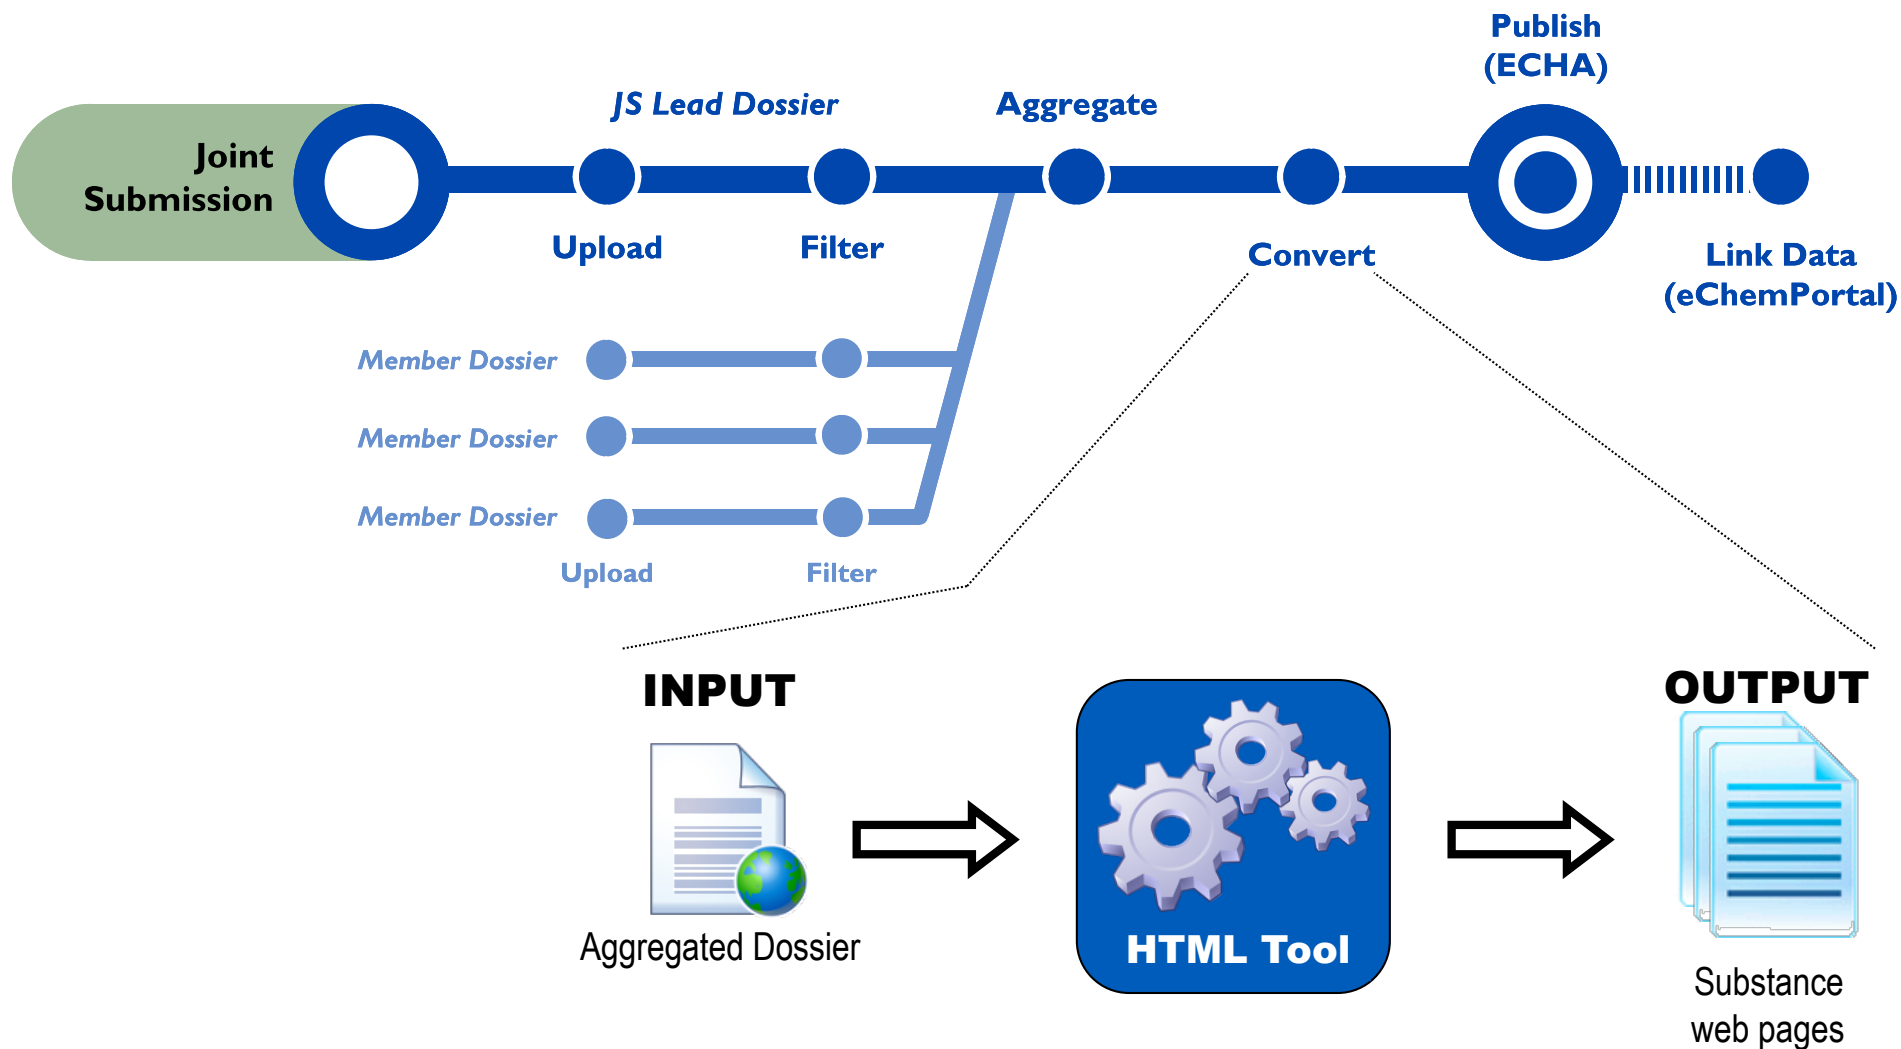 Publish
(ECHA)
JS Lead Dossier
Aggregate
Joint
Submission
Upload
Filter
Convert
Link Data
(eChemPortal)
Member Dossier
Member Dossier
Member Dossier
Upload
Filter
INPUT
OUTPUT
Aggregated Dossier
HTML Tool
Substance
web pages